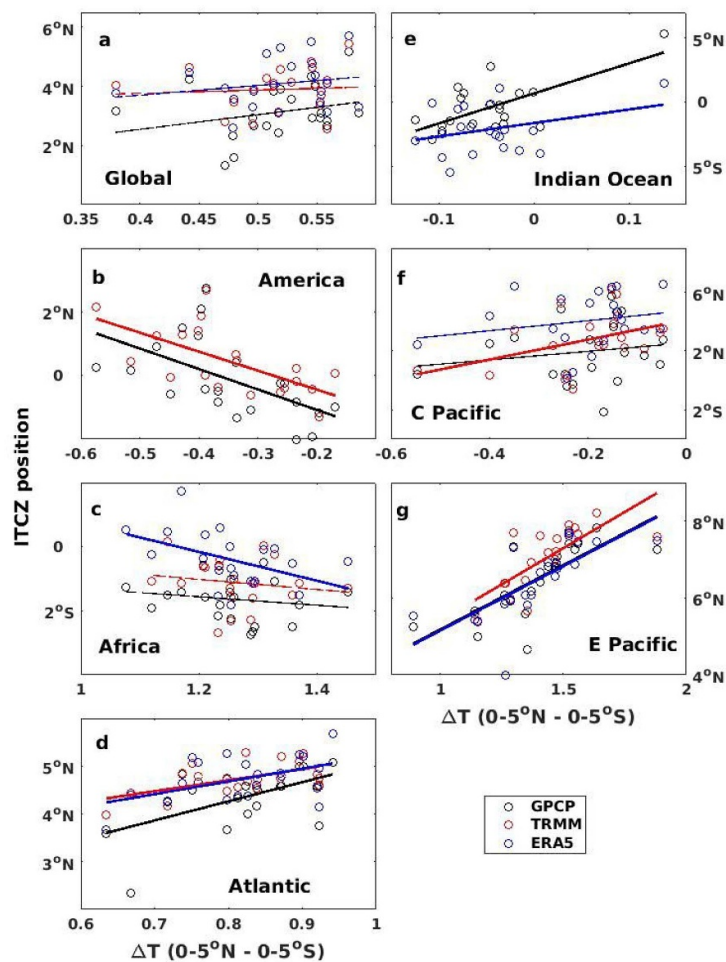 ITCZ position
a
6°N
4°N
2°N
Global
0.35 0.4 0.45 0.5 0.55
b
America
2°N
0
-0.6 -0.5 -0.4 -0.3 -0.2 -0.1
c
0
2°S
Africa
1 1.2 1.4
d
5°N
4°N
3°N
Atlantic
0.6 0.7 0.8 0.9 1
ΔT (0-5°N - 0-5°S)
e
5°N
0
5°S
Indian Ocean
-0.1 0 0.1
f
6°N
2°N
2°S
C Pacific
-0.6 -0.4 -0.2 0
g
8°N
6°N
4°N
E Pacific
1 1.5 2
ΔT (0-5°N - 0-5°S)
GPCP
TRMM
ERA5